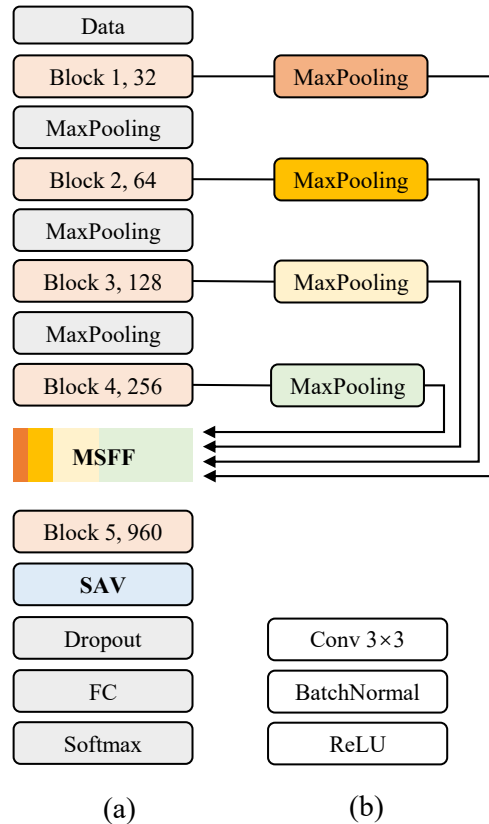 Data
Block 1, 32
MaxPooling
MaxPooling
Block 2, 64
MaxPooling
MaxPooling
Block 3, 128
MaxPooling
MaxPooling
Block 4, 256
MaxPooling
MSFF
Block 5, 960
SAV
Dropout
Conv 3×3
FC
BatchNormal
Softmax
ReLU
(a)
(b)